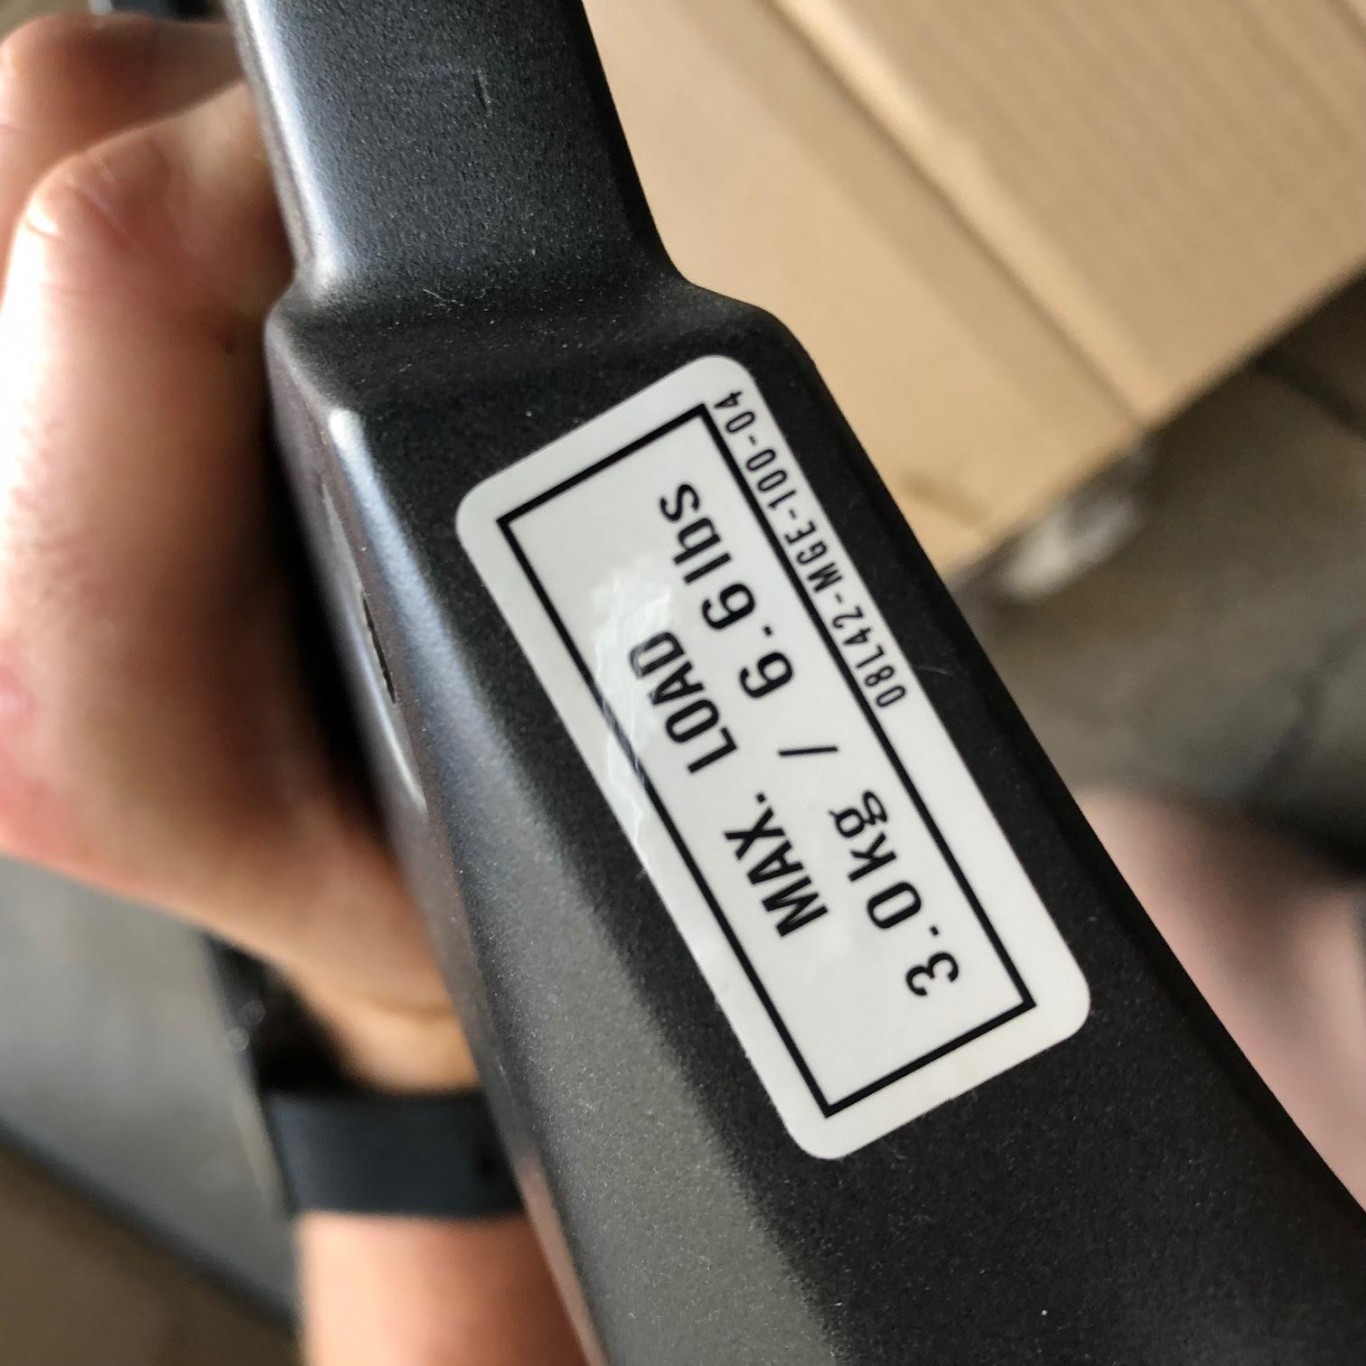 MAX. LOAD
3.0kg / 6.6lbs
08L42-MGE-100-04